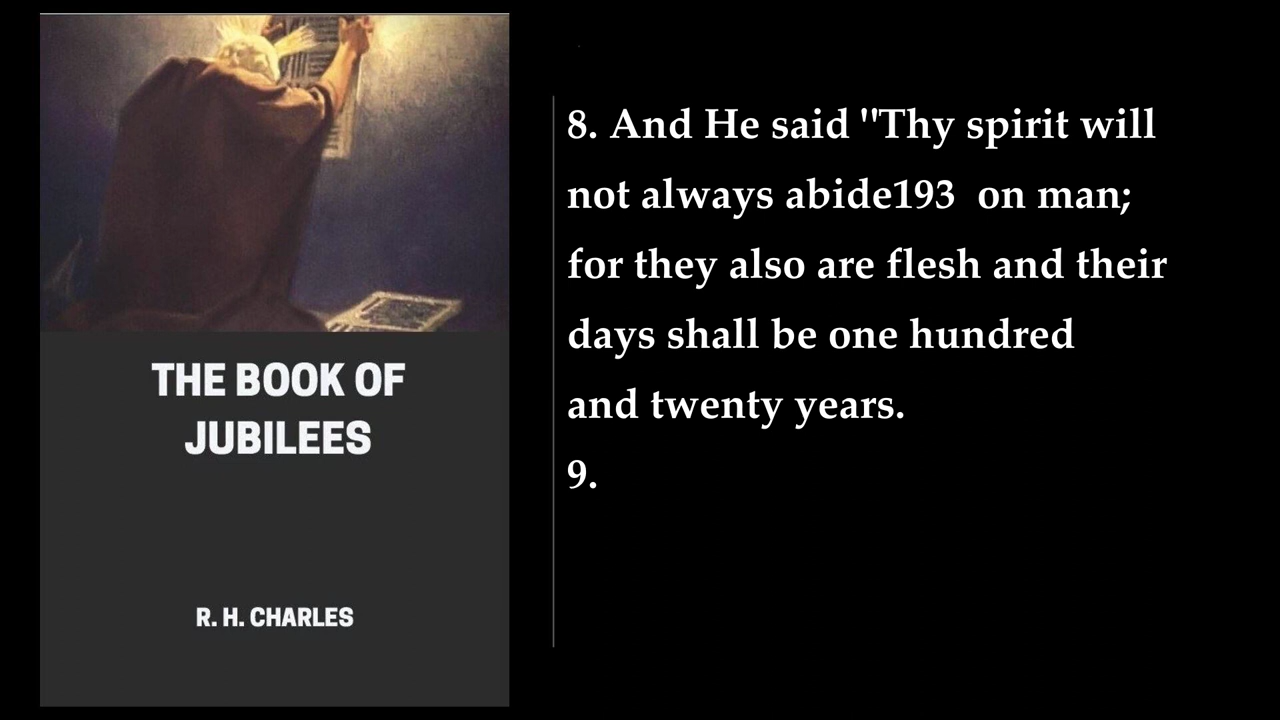 THE BOOK OF
JUBILEES
R. H. CHARLES
8. And He said "Thy spirit will
not always abide193  on man;
for they also are flesh and their
days shall be one hundred
and twenty years.
9.